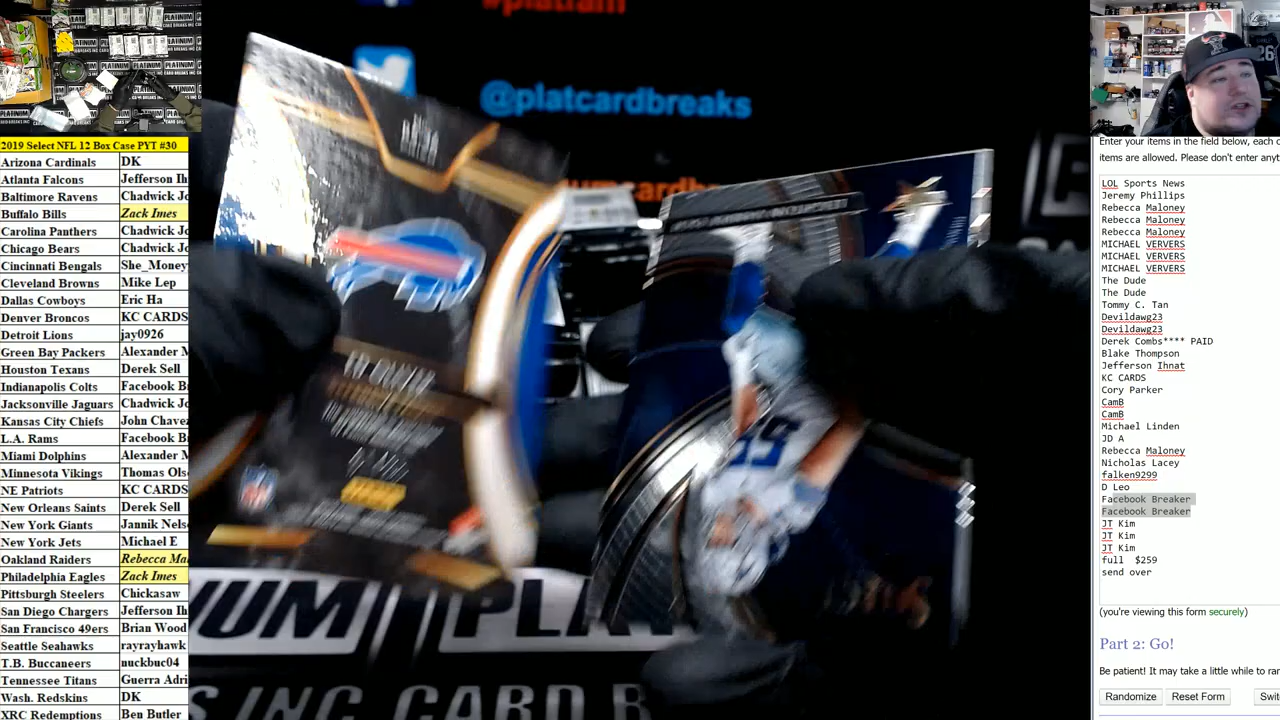 @platcardbreaks
2019 Select NFL 12 Box Case PYT #30
Arizona Cardinals DK
Atlanta Falcons Jefferson Ih
Baltimore Ravens Chadwick Jo
Buffalo Bills Zack Imes
Carolina Panthers Chadwick Jo
Chicago Bears Chadwick Jo
Cincinnati Bengals She_Money
Cleveland Browns Mike Lep
Dallas Cowboys Eric Ha
Denver Broncos KC CARDS
Detroit Lions jay0926
Green Bay Packers Alexander M
Houston Texans Derek Sell
Indianapolis Colts Facebook Br
Jacksonville Jaguars Chadwick Jo
Kansas City Chiefs John Chavez
L.A. Rams Facebook Br
Miami Dolphins Alexander M
Minnesota Vikings Thomas Ols
NE Patriots KC CARDS
New Orleans Saints Derek Sell
New York Giants Jannik Nels
New York Jets Michael E
Oakland Raiders Rebecca Ma
Philadelphia Eagles Zack Imes
Pittsburgh Steelers Chickasaw
San Diego Chargers Jefferson Ih
San Francisco 49ers Brian Wood
Seattle Seahawks rayrayhawk
T.B. Buccaneers nuckbuc04
Tennessee Titans Guerra Adri
Wash. Redskins DK
XRC Redemptions Ben Butler
Enter your items in the field below, each o
items are allowed. Please don't enter anyt
LOL Sports News
Jeremy Phillips
Rebecca Maloney
Rebecca Maloney
Rebecca Maloney
MICHAEL VERVERS
MICHAEL VERVERS
MICHAEL VERVERS
The Dude
The Dude
Tommy C. Tan
Devildawg23
Devildawg23
Derek Combs**** PAID
Blake Thompson
Jefferson Ihnat
KC CARDS
Cory Parker
CamB
CamB
Michael Linden
JD A
Rebecca Maloney
Nicholas Lacey
falken9299
D Leo
Facebook Breaker
Facebook Breaker
JT Kim
JT Kim
JT Kim
full $259
send over
(you're viewing this form securely)
Part 2: Go!
Be patient! It may take a little while to ra
Randomize Reset Form Swit